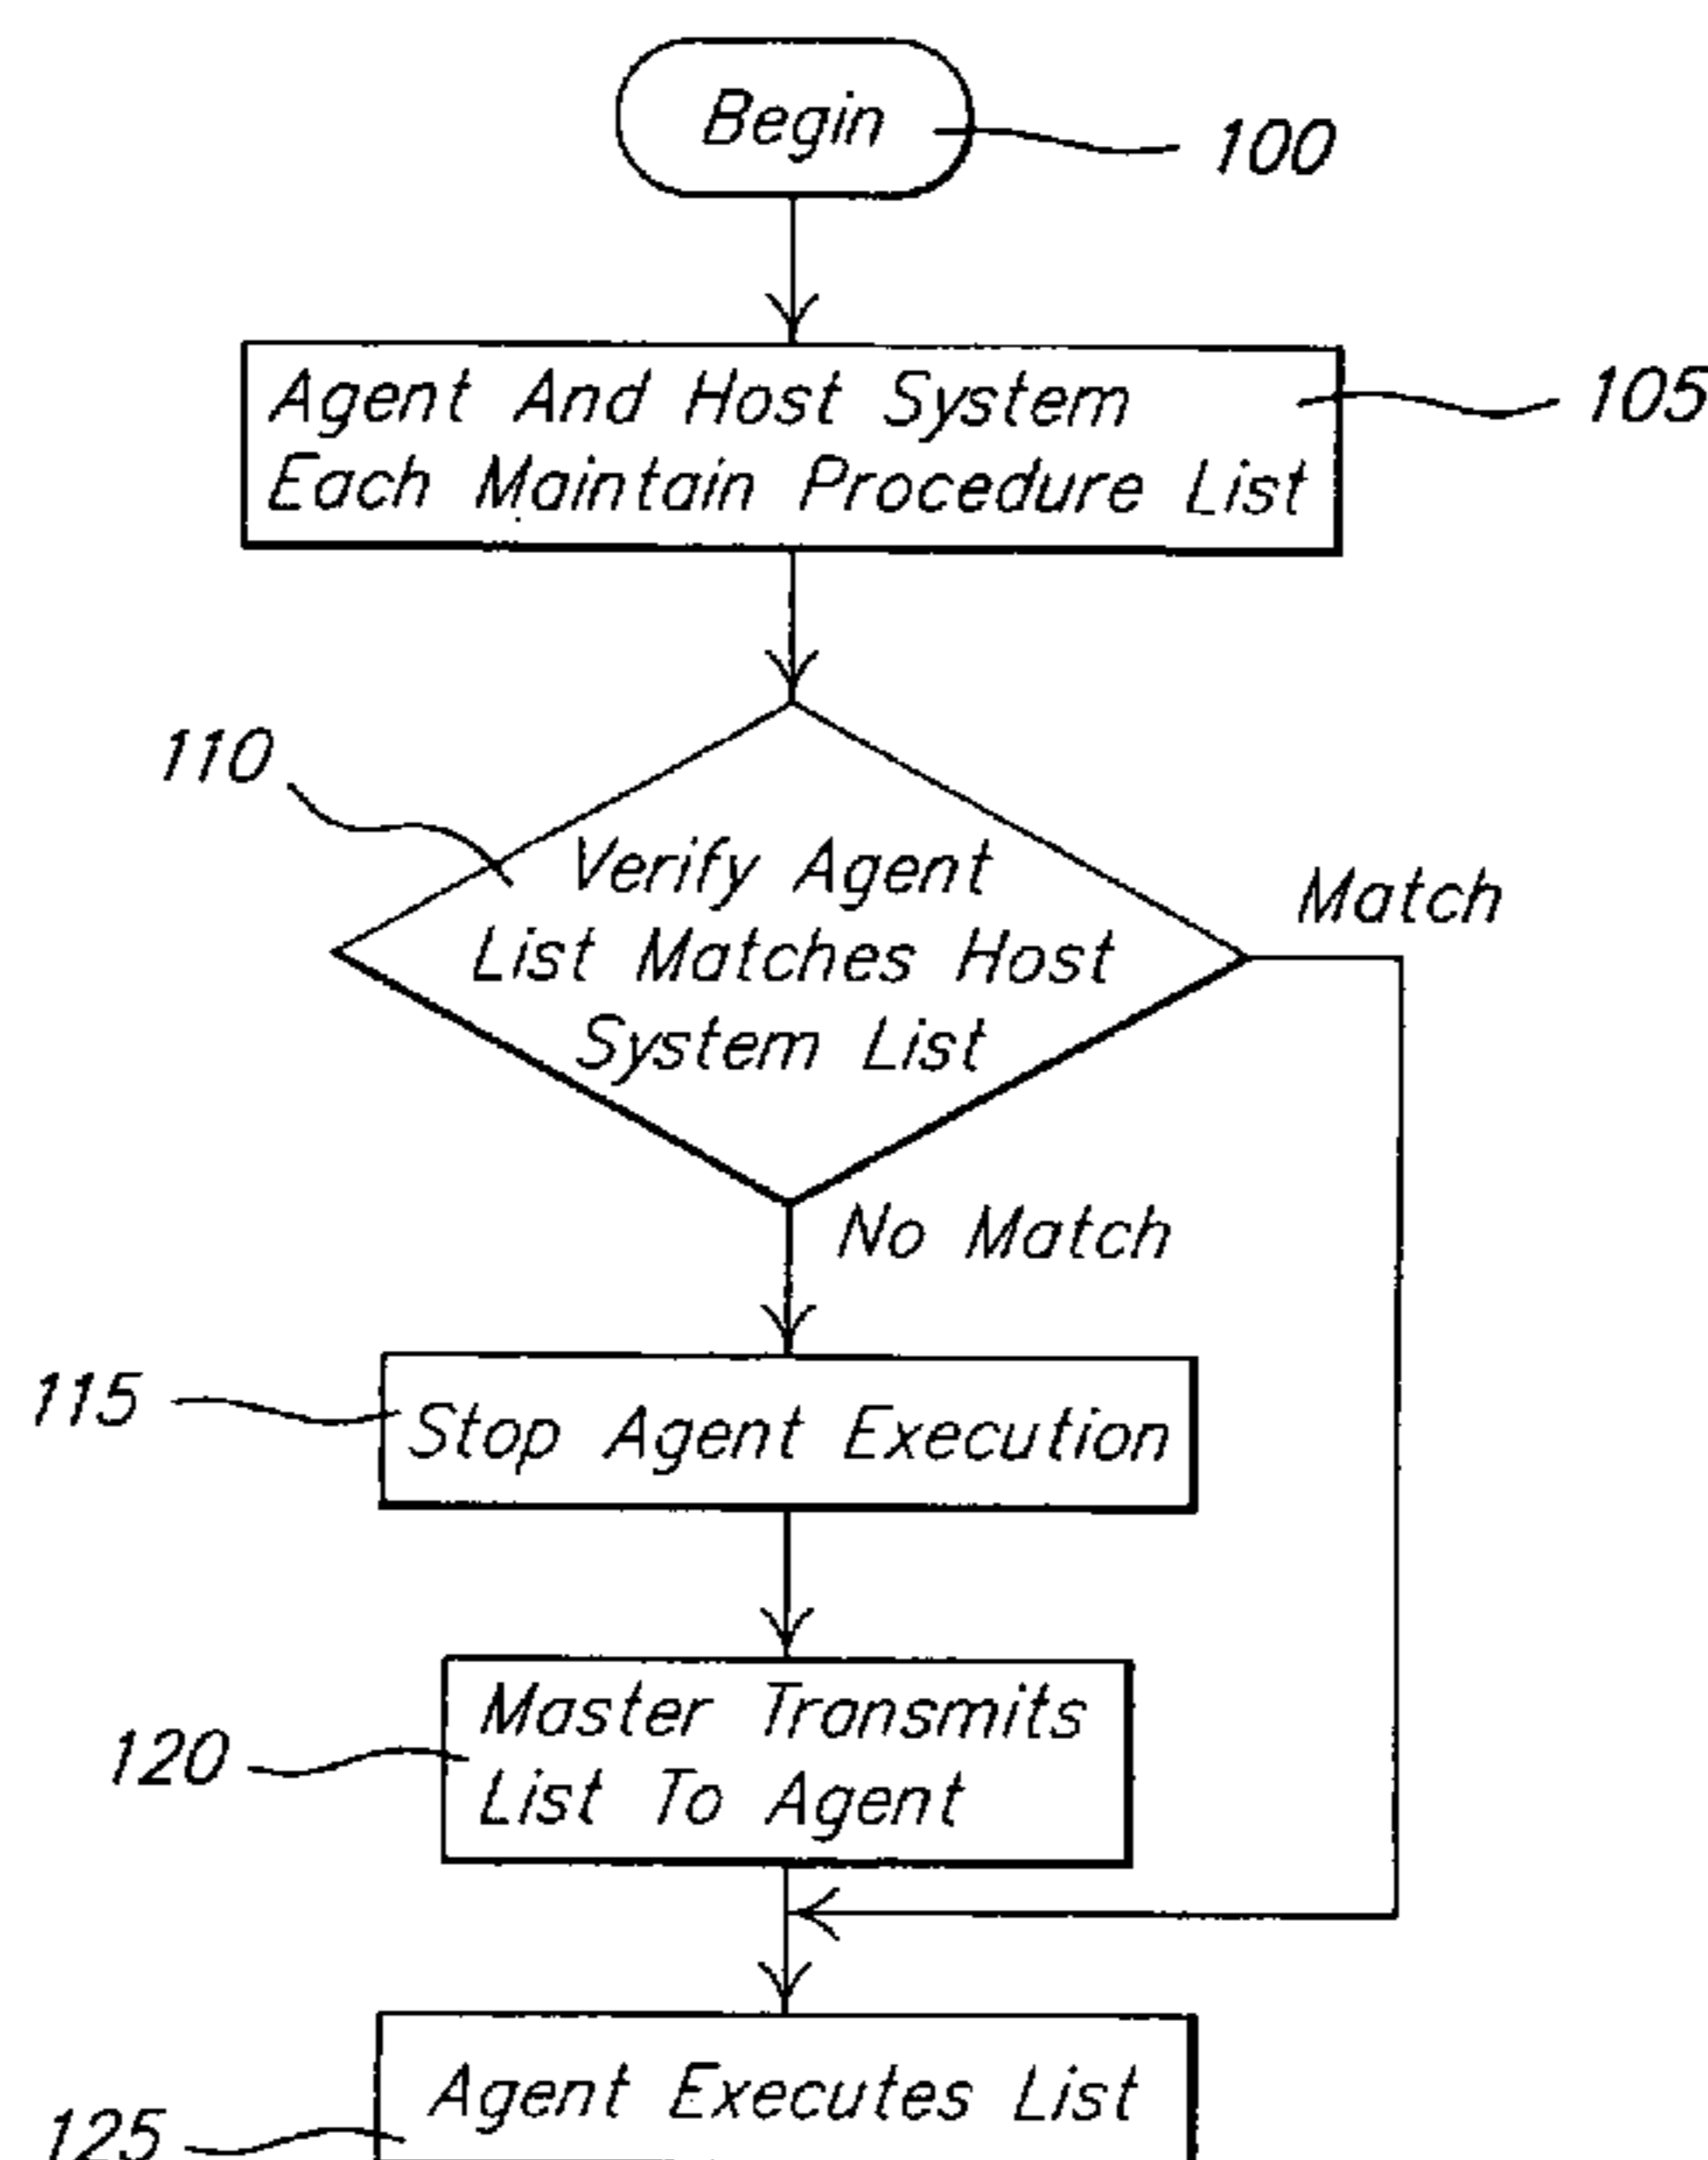 Begin
100
Agent And Host System
Each Maintain Procedure List
105
110
Verify Agent
List Matches Host
System List
Match
No Match
115
Stop Agent Execution
Master Transmits
List To Agent
120
Agent Executes List
125